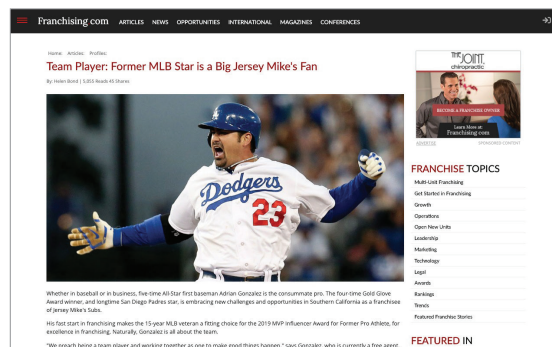 Franchising com ARTICLES NEWS OPPORTUNITIES INTERNATIONAL MAGAZINES CONFERENCES
Home Articles Profiles
Team Player: Former MLB Star is a Big Jersey Mike's Fan
By: Helen Bond | 5,055 Reads 45 Shares
Dodgers
23
Whether in baseball or in business, five-time All-Star first baseman Adrian Gonzalez is the consummate pro. The four-time Gold Glove
Award winner, and longtime San Diego Padres star, is embracing new challenges and opportunities in Southern California as a franchisee
of Jersey Mike's Subs.
His fast start in franchising makes the 15-year MLB veteran a fitting choice for the 2019 MVP Influencer Award for Former Pro Athlete, for
excellence in franchising. Naturally, Gonzalez is all about the team.
"We preach being a team player and working together as one to make good things happen," says Gonzalez, who is currently a free agent
THE JOINT
chiropractic
BECOME A FRANCHISE OWNER
Learn More at:
Franchising.com
ADVERTISE SPONSORED CONTENT
FRANCHISE TOPICS
Multi-Unit Franchising
Get Started in Franchising
Growth
Operations
Open New Units
Leadership
Marketing
Technology
Legal
Awards
Rankings
Trends
Featured Franchise Stories
FEATURED IN